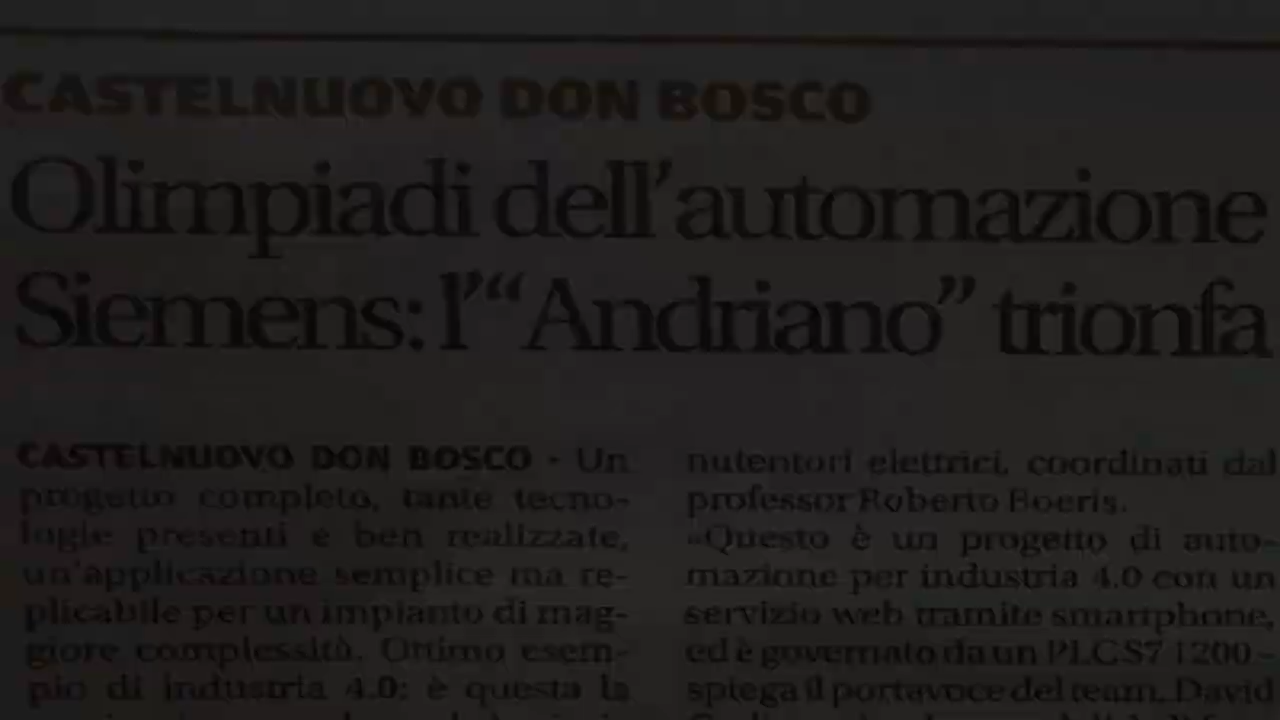 CASTELNUOVO DON BOSCO
Olimpiadi dell'automazione
Siemens: l'“Andriano” trionfa
CASTELNUOVO DON BOSCO - Un
progetto completo, tante tecno-
logie presenti e ben realizzate,
un'applicazione semplice ma re-
plicabile per un impianto di mag-
giore complessità. Ottimo esem-
pio di industria 4.0: è questa la
nutentori elettrici, coordinati dal
professor Roberto Boeris.
«Questo è un progetto di auto-
mazione per industria 4.0 con un
servizio web tramite smartphone,
ed è governato da un PLC S7 1200 –
spiega il portavoce del team, David